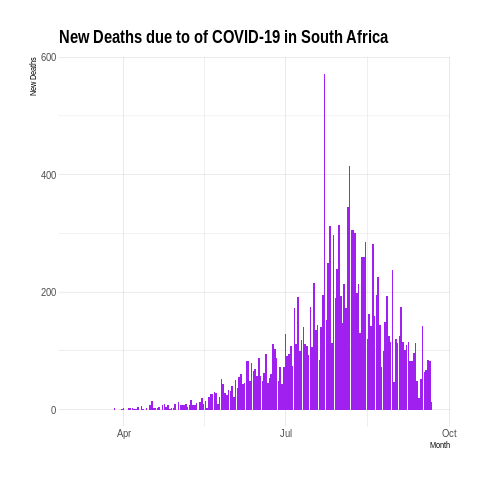 New Deaths due to of COVID-19 in South Africa
New Deaths
600
400
200
0
Apr
Jul
Oct
Month